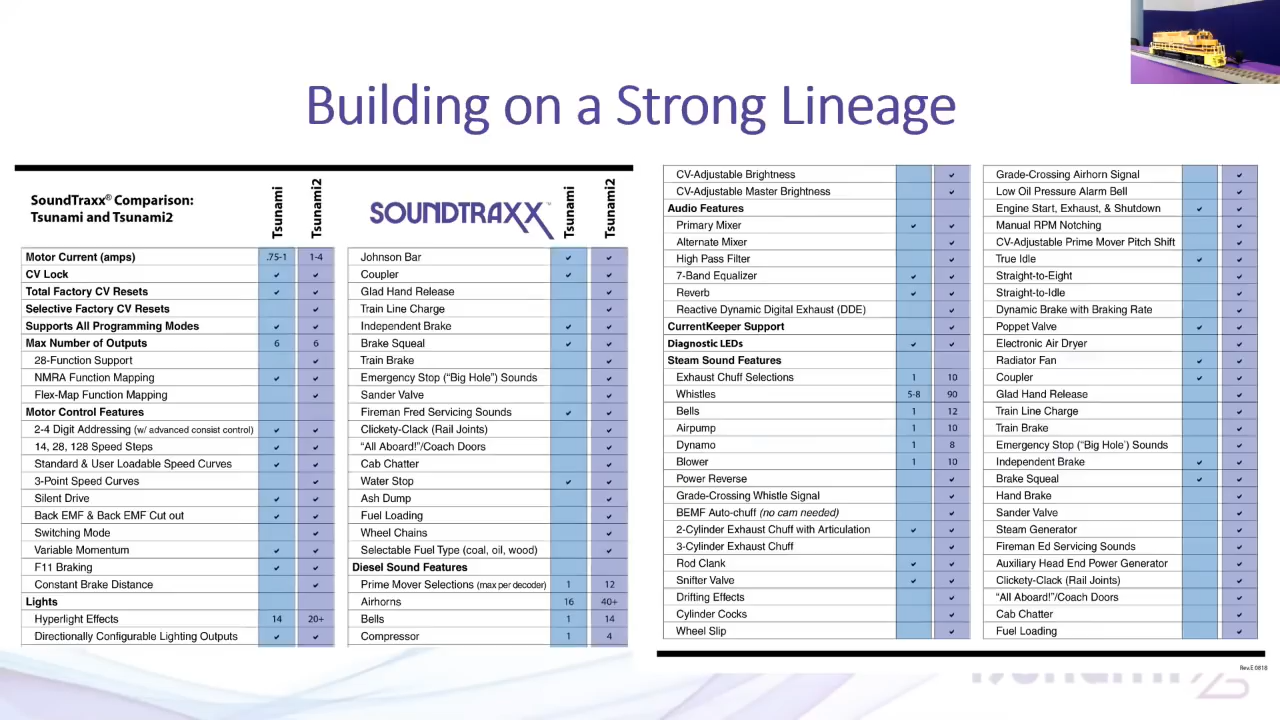 Building on a Strong Lineage
SoundTraxx® Comparison:
Tsunami and Tsunami2
Tsunami
Tsunami2
Motor Current (amps) .75-1 1-4
CV Lock ✓ ✓
Total Factory CV Resets ✓ ✓
Selective Factory CV Resets ✓
Supports All Programming Modes ✓ ✓
Max Number of Outputs 6 6
28-Function Support ✓
NMRA Function Mapping ✓ ✓
Flex-Map Function Mapping ✓
Motor Control Features
2-4 Digit Addressing (w/ advanced consist control) ✓ ✓
14, 28, 128 Speed Steps ✓ ✓
Standard & User Loadable Speed Curves ✓ ✓
3-Point Speed Curves ✓
Silent Drive ✓ ✓
Back EMF & Back EMF Cut out ✓ ✓
Switching Mode ✓
Variable Momentum ✓ ✓
F11 Braking ✓ ✓
Constant Brake Distance ✓
Lights
Hyperlight Effects 14 20+
Directionally Configurable Lighting Outputs ✓ ✓
SOUNDTRAXX™
Tsunami
Tsunami2
Johnson Bar ✓ ✓
Coupler ✓ ✓
Glad Hand Release ✓
Train Line Charge ✓
Independent Brake ✓ ✓
Brake Squeal ✓ ✓
Train Brake ✓
Emergency Stop ("Big Hole") Sounds ✓
Sander Valve ✓
Fireman Fred Servicing Sounds ✓ ✓
Clickety-Clack (Rail Joints) ✓
"All Aboard!"/Coach Doors ✓
Cab Chatter ✓
Water Stop ✓ ✓
Ash Dump ✓
Fuel Loading ✓
Wheel Chains ✓
Selectable Fuel Type (coal, oil, wood) ✓
Diesel Sound Features
Prime Mover Selections (max per decoder) 1 12
Airhorns 16 40+
Bells 1 14
Compressor 1 4
CV-Adjustable Brightness ✓
CV-Adjustable Master Brightness ✓
Audio Features
Primary Mixer ✓ ✓
Alternate Mixer ✓
High Pass Filter ✓
7-Band Equalizer ✓ ✓
Reverb ✓ ✓
Reactive Dynamic Digital Exhaust (DDE) ✓
CurrentKeeper Support ✓
Diagnostic LEDs ✓ ✓
Steam Sound Features
Exhaust Chuff Selections 1 10
Whistles 5-8 90
Bells 1 12
Airpump 1 10
Dynamo 1 8
Blower 1 10
Power Reverse ✓
Grade-Crossing Whistle Signal ✓
BEMF Auto-chuff (no cam needed) ✓
2-Cylinder Exhaust Chuff with Articulation ✓ ✓
3-Cylinder Exhaust Chuff ✓
Rod Clank ✓ ✓
Snifter Valve ✓ ✓
Drifting Effects ✓
Cylinder Cocks ✓
Wheel Slip ✓
Grade-Crossing Airhorn Signal ✓
Low Oil Pressure Alarm Bell ✓
Engine Start, Exhaust, & Shutdown ✓ ✓
Manual RPM Notching ✓
CV-Adjustable Prime Mover Pitch Shift ✓
True Idle ✓ ✓
Straight-to-Eight ✓
Straight-to-Idle ✓
Dynamic Brake with Braking Rate ✓
Poppet Valve ✓ ✓
Electronic Air Dryer ✓
Radiator Fan ✓ ✓
Coupler ✓ ✓
Glad Hand Release ✓
Train Line Charge ✓
Train Brake ✓
Emergency Stop ("Big Hole') Sounds ✓
Independent Brake ✓ ✓
Brake Squeal ✓ ✓
Hand Brake ✓
Sander Valve ✓
Steam Generator ✓
Fireman Ed Servicing Sounds ✓
Auxiliary Head End Power Generator ✓
Clickety-Clack (Rail Joints) ✓
"All Aboard!"/Coach Doors ✓
Cab Chatter ✓
Fuel Loading ✓
Rev.E 0818